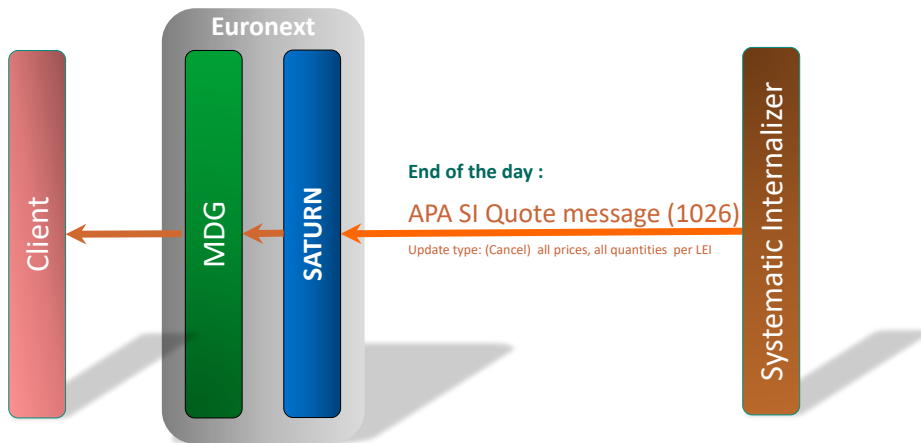 Euronext
Client
MDG
SATURN
End of the day :
APA SI Quote message (1026)
Update type: (Cancel) all prices, all quantities per LEI
Systematic Internalizer